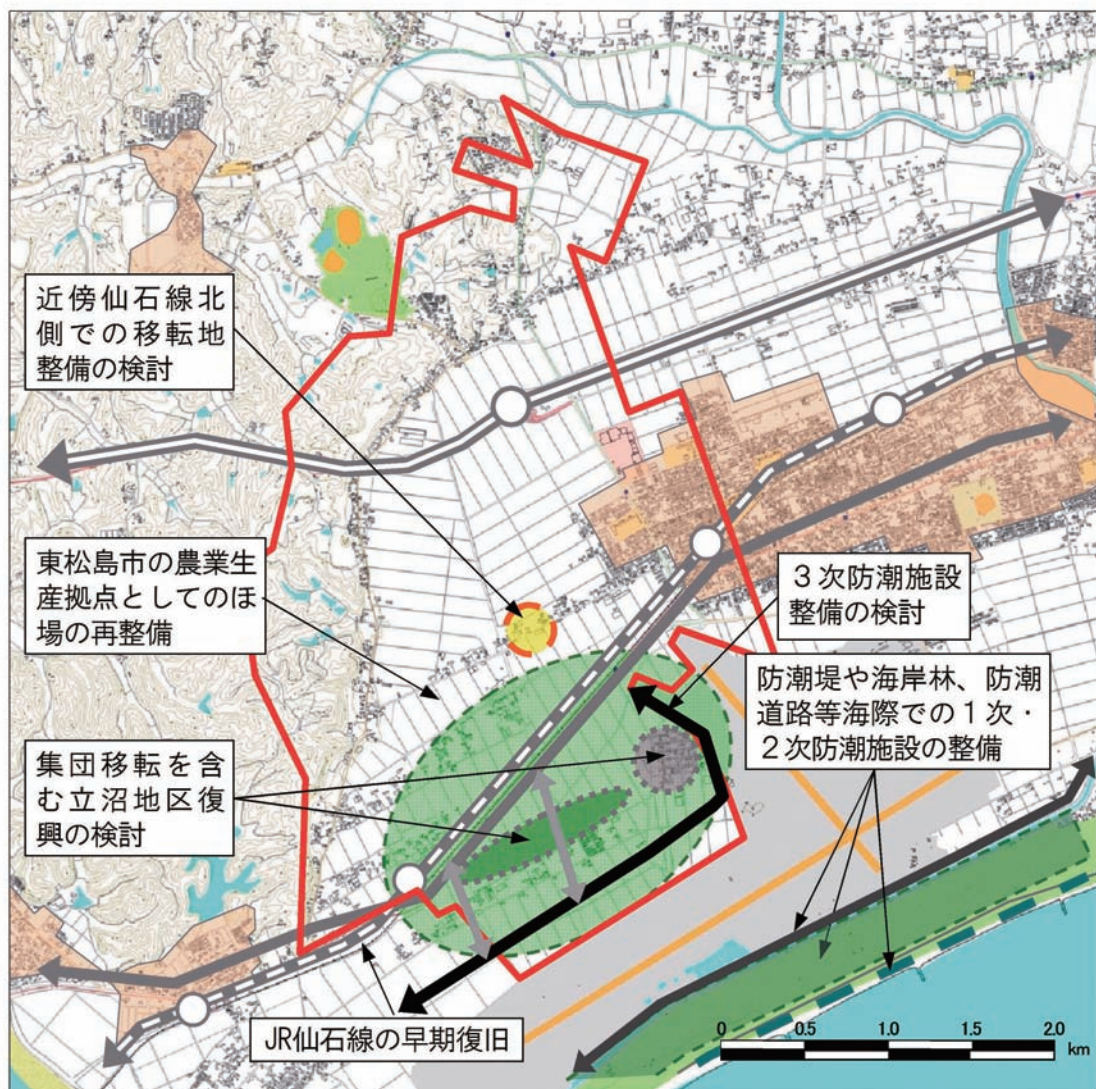 近傍仙石線北
側での移転地
整備の検討
東松島市の農業生
産拠点としてのほ
場の再整備
3次防潮施設
整備の検討
防潮堤や海岸林、防潮
道路等海際での1次・
2次防潮施設の整備
集団移転を含
む立沼地区復
興の検討
JR仙石線の早期復旧
0 0.5 1.0 1.5 2.0
km